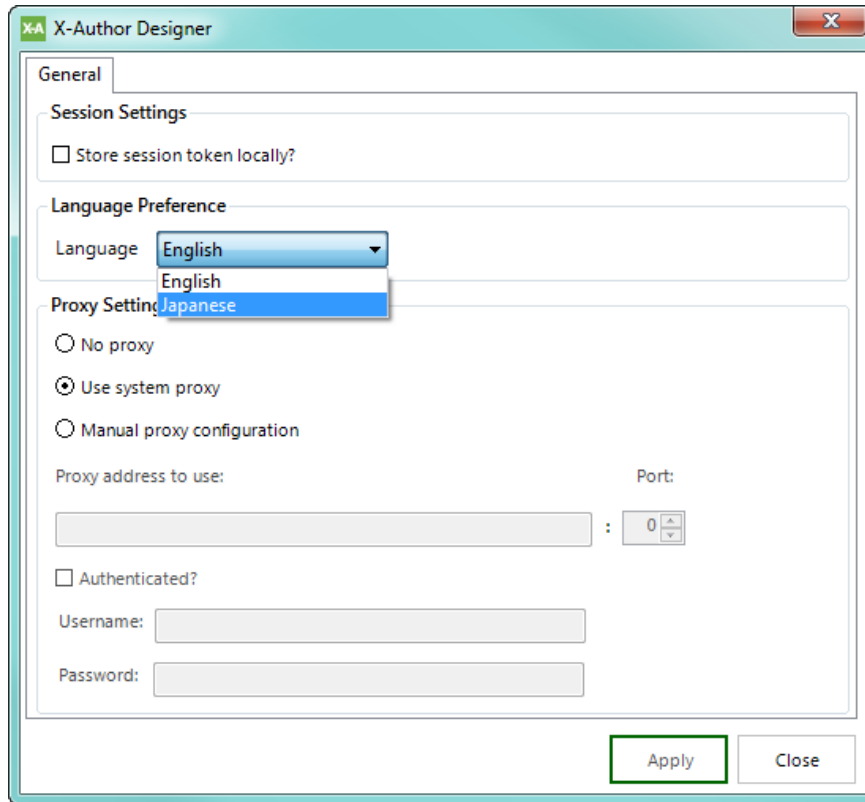 X-A X-Author Designer
General
Session Settings
Store session token locally?
Language Preference
Language English
English
Japanese
Proxy Setting
No proxy
Use system proxy
Manual proxy configuration
Proxy address to use: Port:
: 0
Authenticated?
Username:
Password:
Apply Close